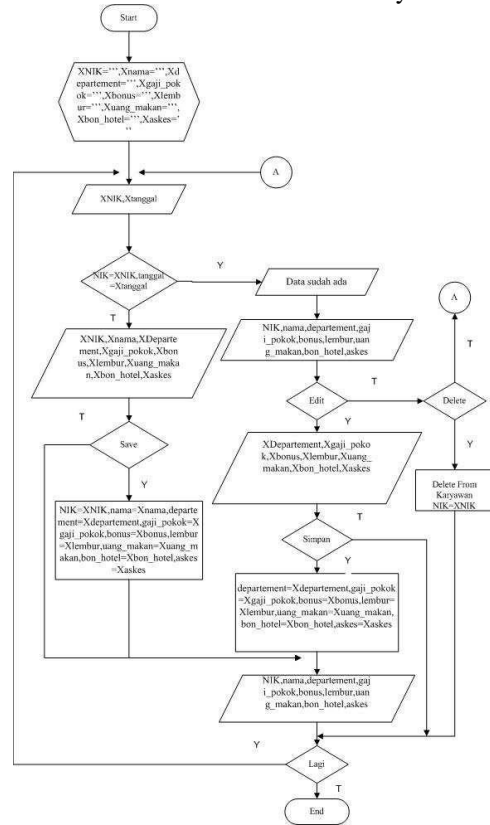 Start
XNIK=’’’,Xnama=’’’,Xd
epartement=’’’,Xgaji_pok
ok=’’’,Xbonus=’’’,Xlembu
r=’’’,Xuang_makan=’’’,
Xbon_hotel=’’’,Xaskes=’
’’
A
XNIK,Xtanggal
NIK=XNIK,tanggal
=Xtanggal
Y
Data sudah ada
A
T
XNIK,Xnama,XDeparte
ment,Xgaji_pokok,Xbon
us,Xlembur,Xuang_maka
n,Xbon_hotel,Xaskes
NIK,nama,departement,gaj
i_pokok,bonus,lembur,uan
g_makan,bon_hotel,askes
T
Edit
T
Delete
T
Save
Y
Y
XDepartement,Xgaji_poko
k,Xbonus,Xlembur,Xuang_
makan,Xbon_hotel,Xaskes
Delete From
Karyawan
NIK=XNIK
Y
NIK=XNIK,nama=Xnama,departe
ment=Xdepartement,gaji_pokok=X
gaji_pokok,bonus=Xbonus,lembur
=Xlembur,uang_makan=Xuang_m
akan,bon_hotel=Xbon_hotel,askes
=Xaskes
T
T
Simpan
Y
departement=Xdepartement,gaji_pokok
=Xgaji_pokok,bonus=Xbonus,lembur=
Xlembur,uang_makan=Xuang_makan,
bon_hotel=Xbon_hotel,askes=Xaskes
NIK,nama,departement,gaj
i_pokok,bonus,lembur,uan
g_makan,bon_hotel,askes
Y
Lagi
T
End